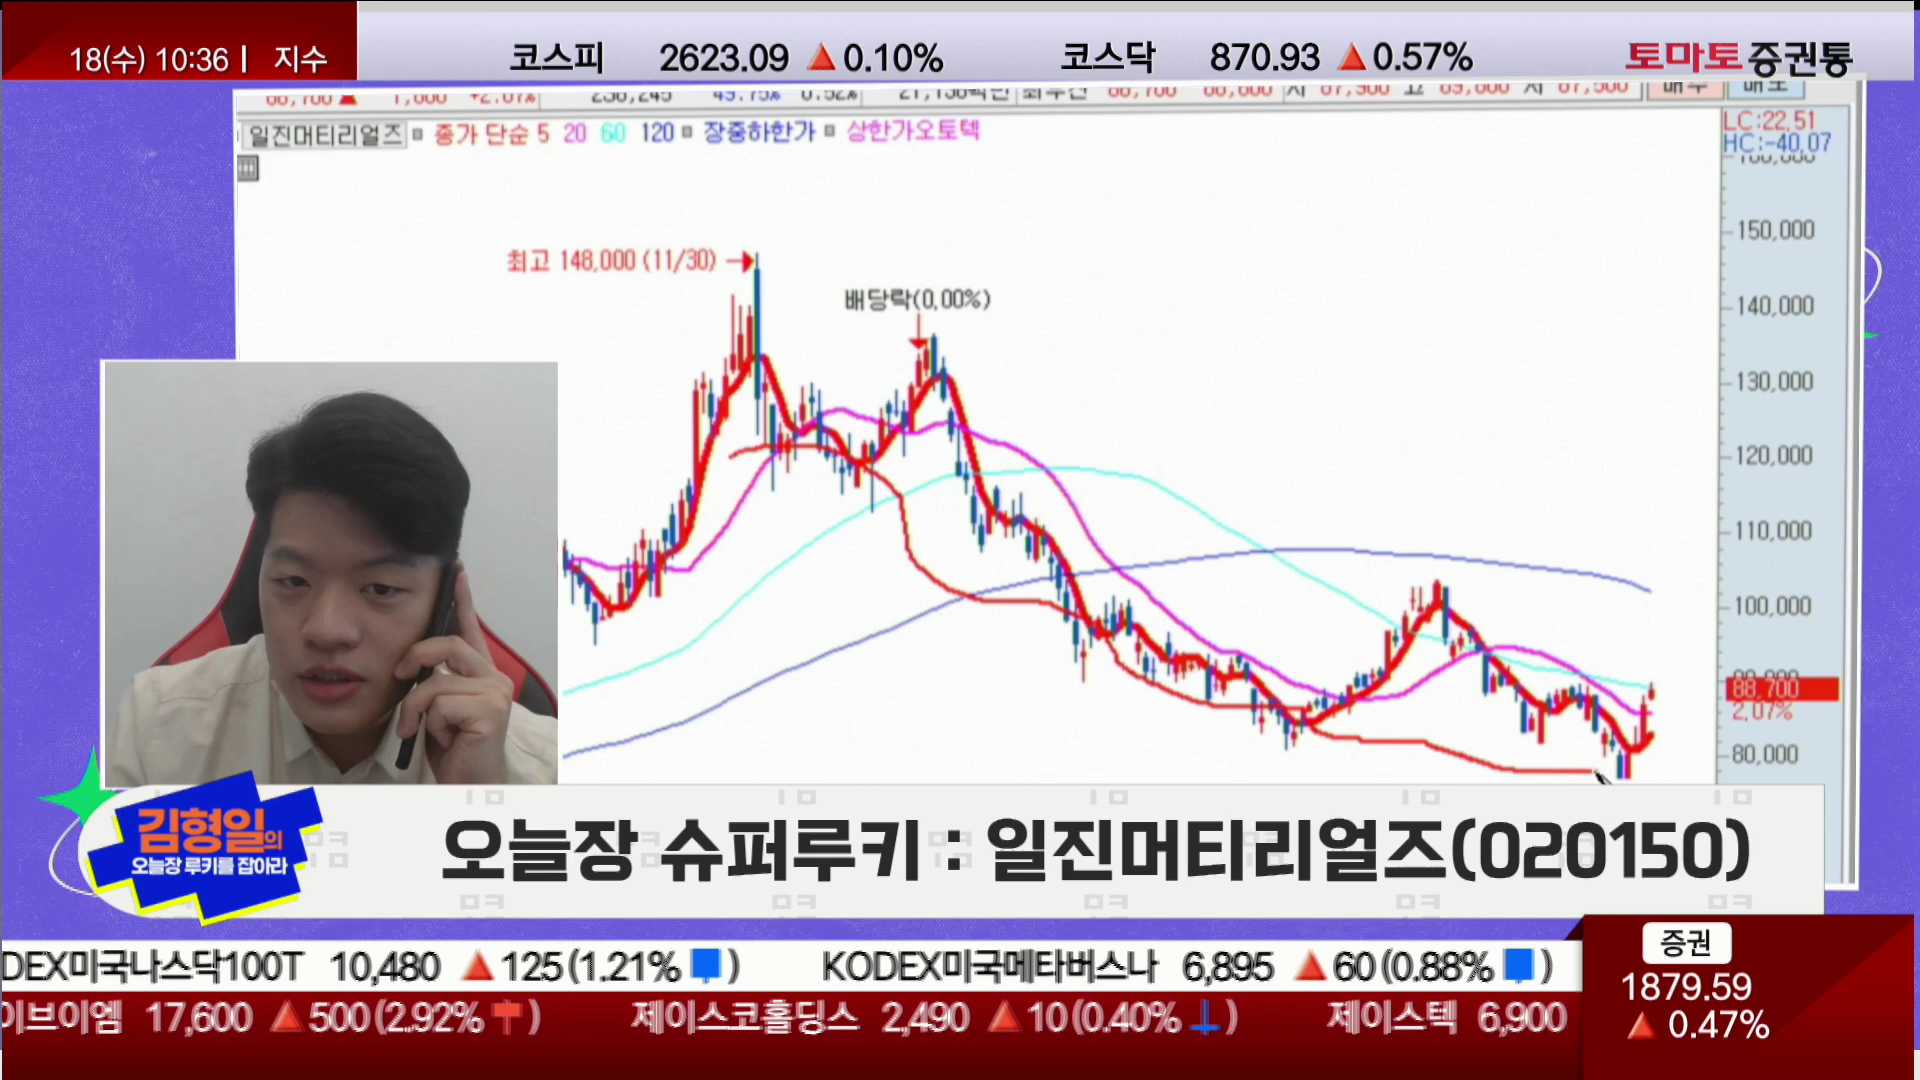 18(수) 10:36 지수 코스피 2623.09 ▲ 0.10% 코스닥 870.93 ▲ 0.57% 토마토증권통
일진머티리얼즈 종가 단순 5 20 60 120 장중하한가 상한가오토텍
LC:22.51
HC:-40.07
150,000
최고 148,000 (11/30)
배당락(0.00%)
140,000
130,000
120,000
110,000
100,000
88,700
2.07%
80,000
김형일의
오늘장 루키를 잡아라
오늘장 슈퍼루키 : 일진머티리얼즈(020150)
DEX미국나스닥100T 10,480 ▲ 125 (1.21% ) KODEX미국메타버스나 6,895 ▲ 60 (0.88% )
이브이엠 17,600 ▲ 500 (2.92% ) 제이스코홀딩스 2,490 ▲ 10 (0.40% ) 제이스텍 6,900
증권
1879.59
▲ 0.47%